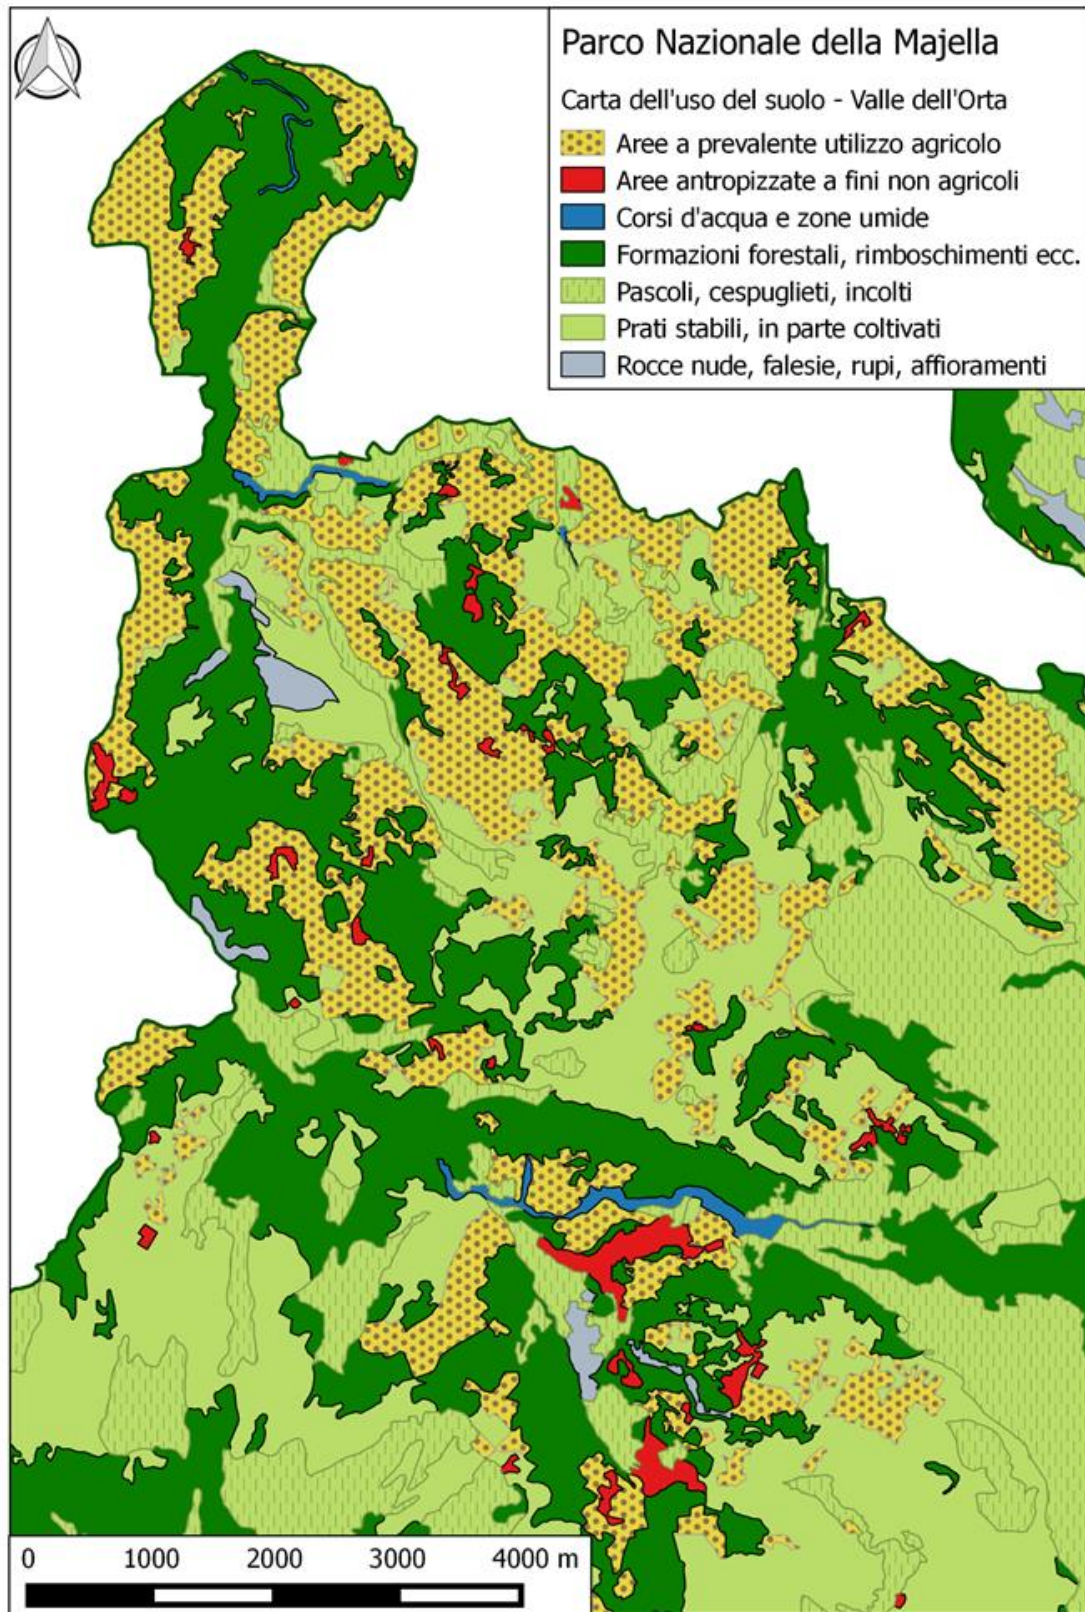 Parco Nazionale della Majella
Carta dell'uso del suolo - Valle dell'Orta
Aree a prevalente utilizzo agricolo
Aree antropizzate a fini non agricoli
Corsi d'acqua e zone umide
Formazioni forestali, rimboschimenti ecc.
Pascoli, cespuglieti, incolti
Prati stabili, in parte coltivati
Rocce nude, falesie, rupi, affioramenti
0 1000 2000 3000 4000 m